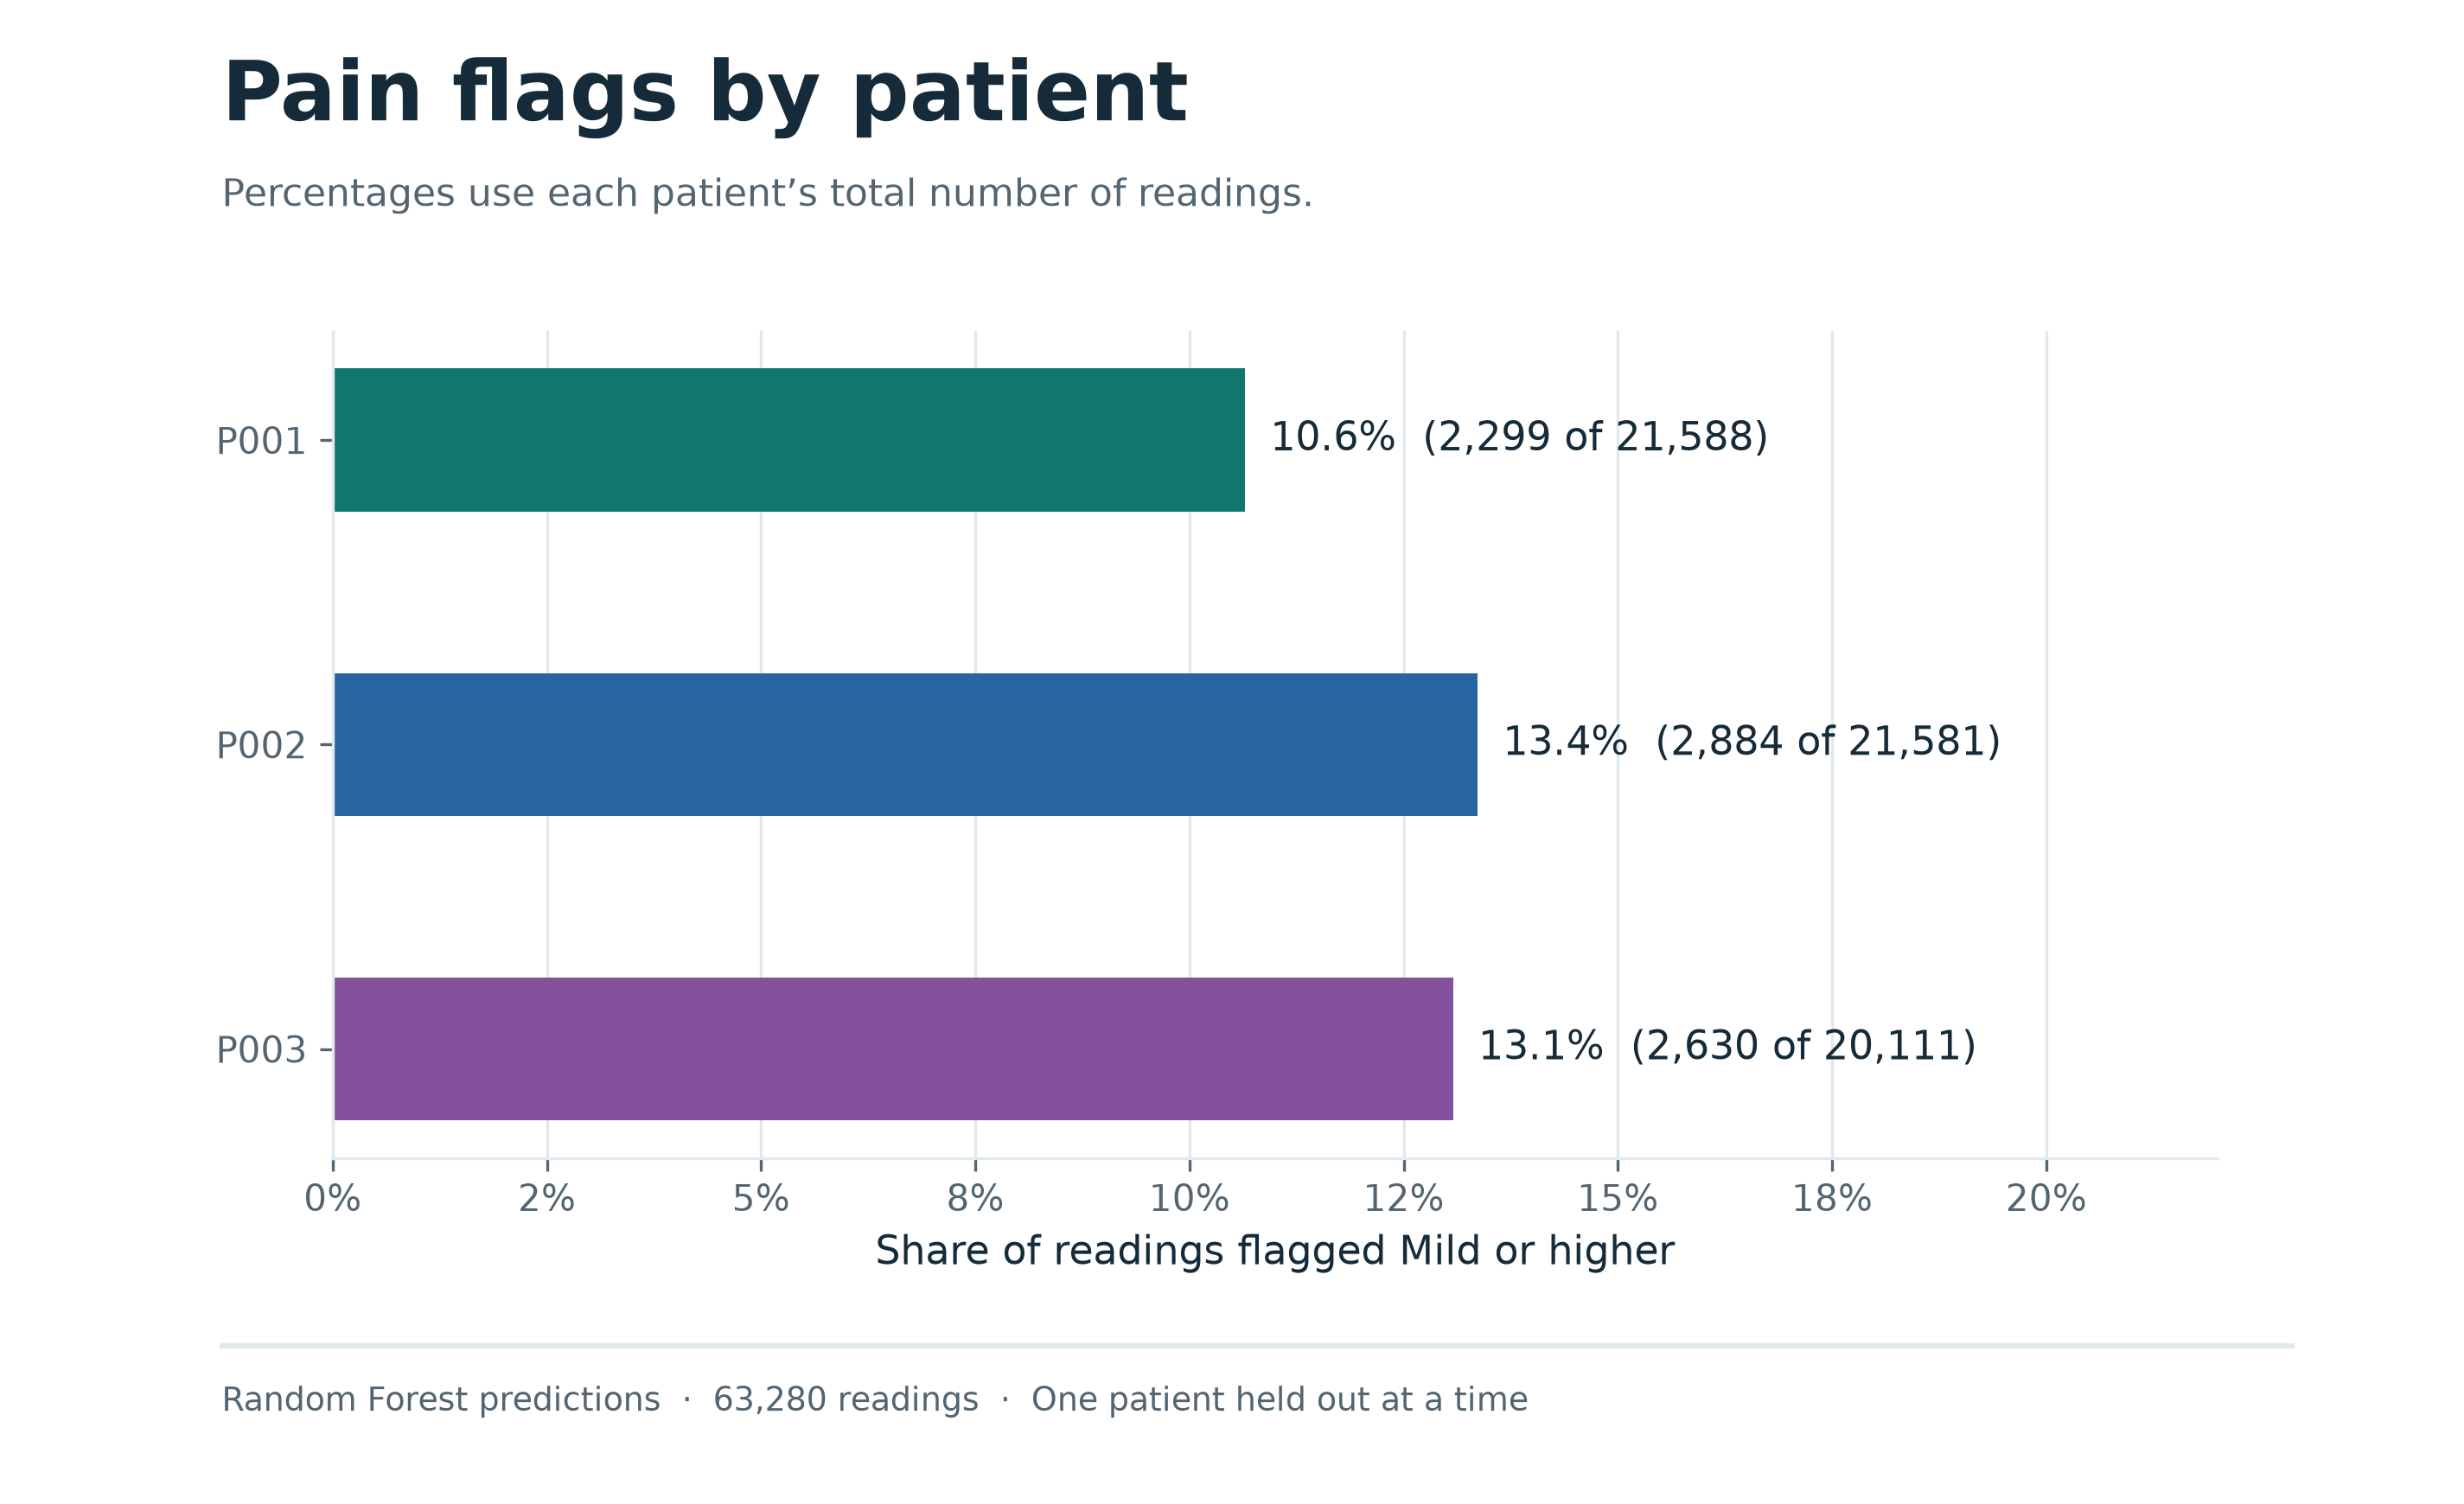 Pain flags by patient
Percentages use each patient’s total number of readings.
P001 10.6% (2,299 of 21,588)
P002 13.4% (2,884 of 21,581)
P003 13.1% (2,630 of 20,111)
0% 2% 5% 8% 10% 12% 15% 18% 20%
Share of readings flagged Mild or higher
Random Forest predictions · 63,280 readings · One patient held out at a time